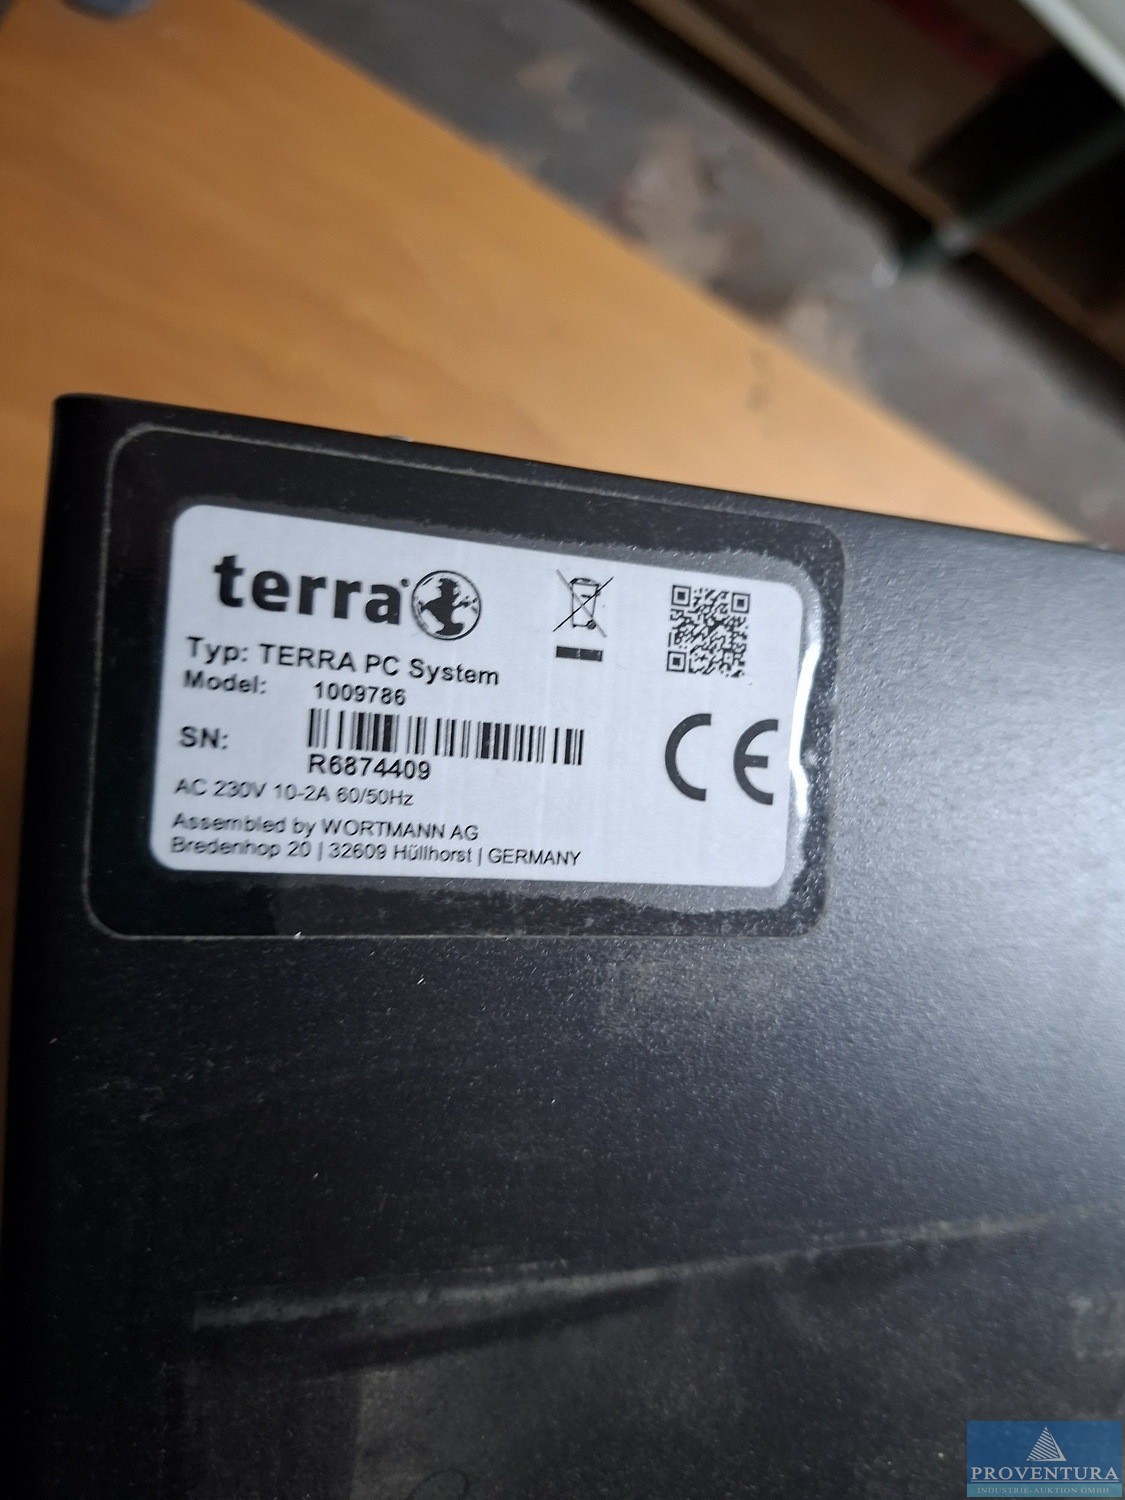 terra
Typ: TERRA PC System
Model: 1009786
SN:
R6874409
AC 230V 10-2A 60/50Hz
Assembled by WORTMANN AG
Bredenhop 20 | 32609 Hüllhorst | GERMANY
CE
PROVENTURA
INDUSTRIE-AUKTION GMBH